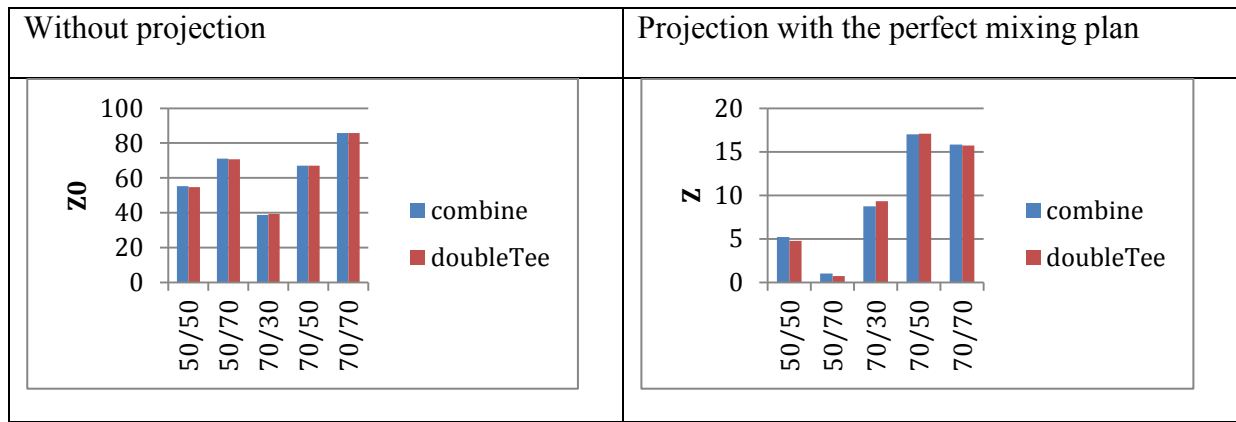 Without projection
Projection with the perfect mixing plan
100
80
60
40
20
0
Z0
50/50
50/70
70/30
70/50
70/70
combine
doubleTee
20
15
10
5
0
Z
50/50
50/70
70/30
70/50
70/70
combine
doubleTee